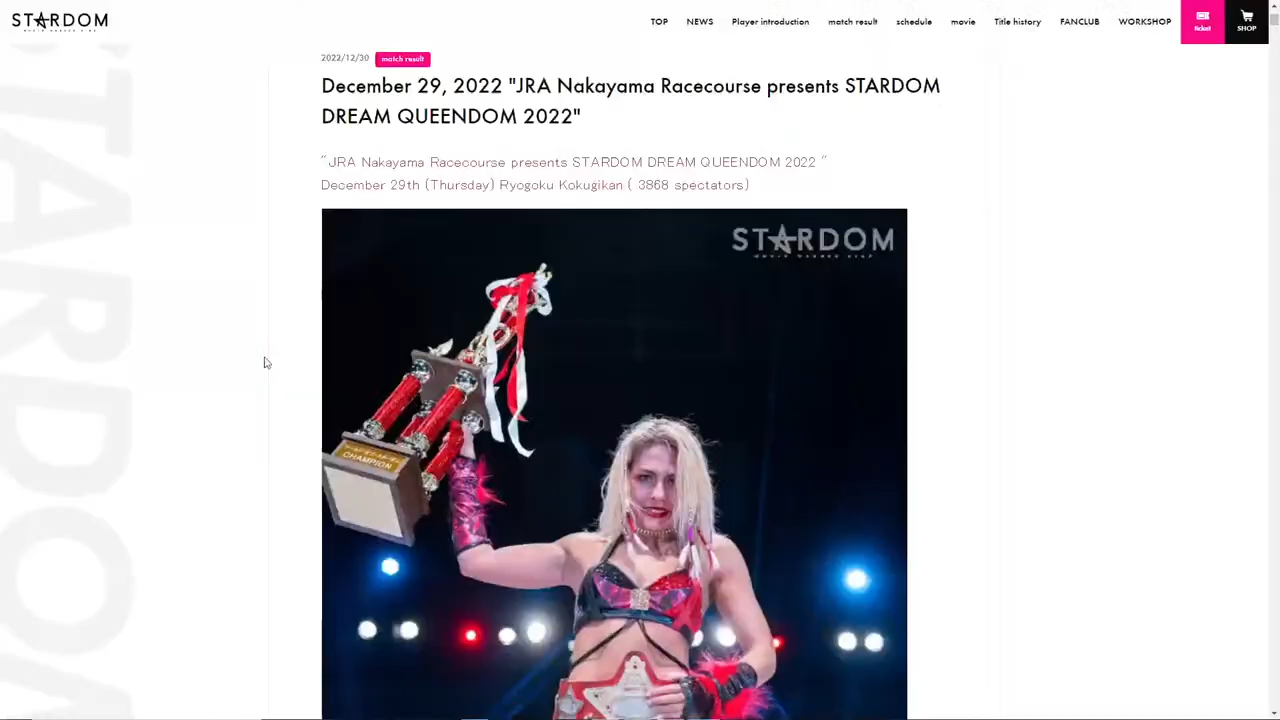 STARDOM
TOP NEWS Player introduction match result schedule movie Title history FANCLUB WORKSHOP ticket SHOP
2022/12/30 match result
December 29, 2022 "JRA Nakayama Racecourse presents STARDOM
DREAM QUEENDOM 2022"
"JRA Nakayama Racecourse presents STARDOM DREAM QUEENDOM 2022 "
December 29th (Thursday) Ryogoku Kokugikan ( 3868 spectators)
STARDOM
CHAMPION
STARDOM